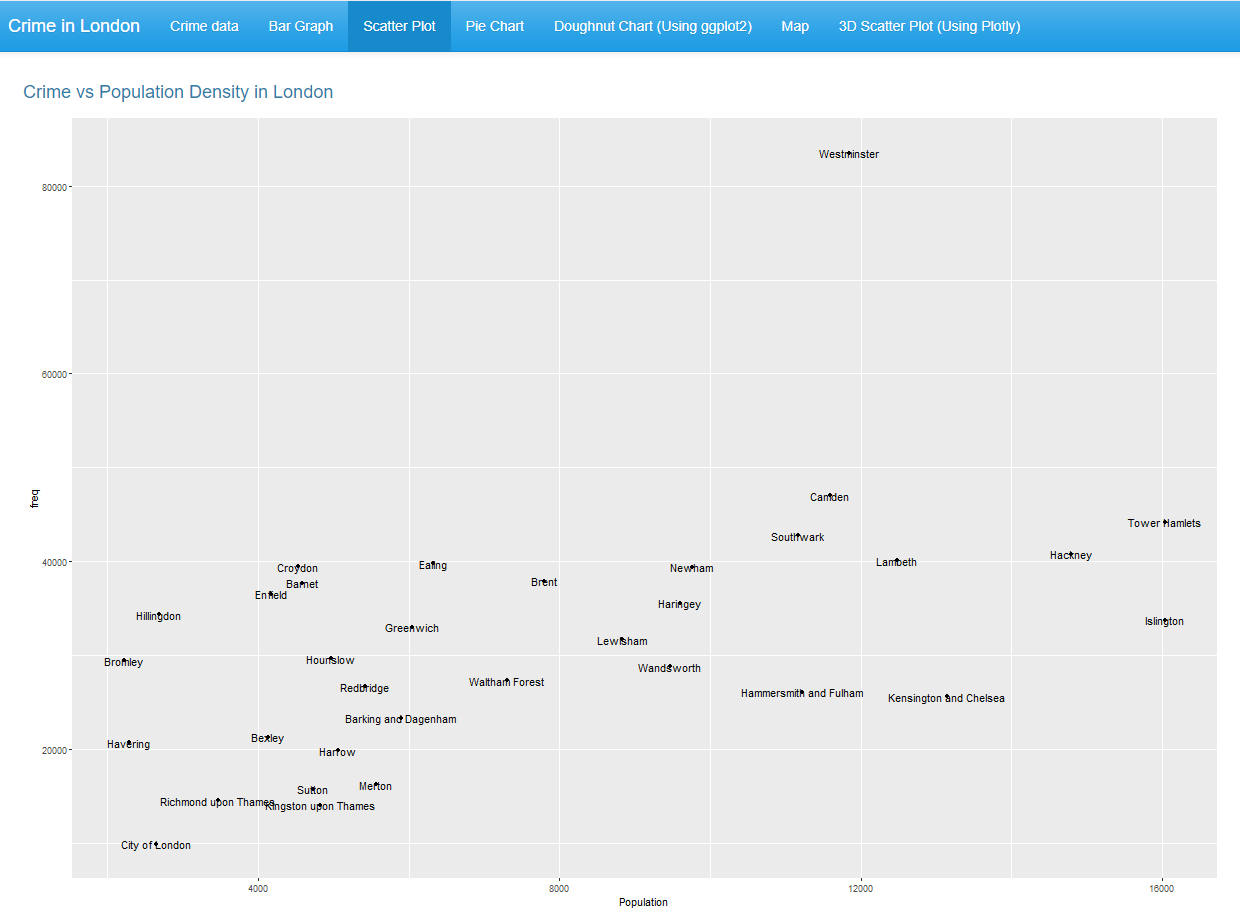 Crime in London Crime data Bar Graph Scatter Plot Pie Chart Doughnut Chart (Using ggplot2) Map 3D Scatter Plot (Using Plotly)
Crime vs Population Density in London
Westminster
80000
60000
freq
Camden
Tower Hamlets
Southwark
Hackney
40000
Lambeth
Ealing
Croydon
Newham
Brent
Barnet
Enfield
Haringey
Hillingdon
Islington
Greenwich
Lewisham
Hounslow
Bromley
Wandsworth
Waltham Forest
Redbridge
Hammersmith and Fulham
Kensington and Chelsea
Barking and Dagenham
Bexley
Havering
20000
Harrow
Merton
Sutton
Richmond upon Thames
Kingston upon Thames
City of London
4000 8000 12000 16000
Population